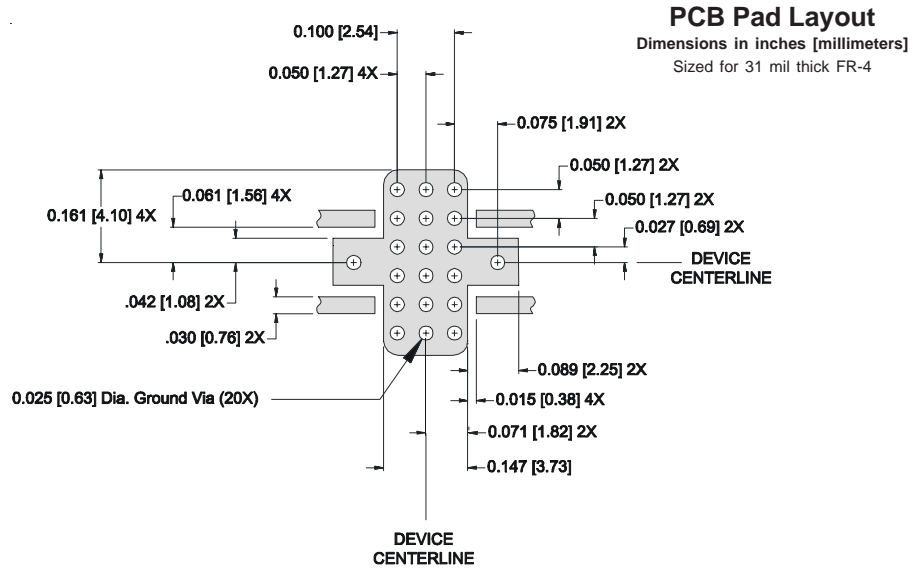 PCB Pad Layout
Dimensions in inches [millimeters]
Sized for 31 mil thick FR-4
0.100 [2.54]
0.050 [1.27] 4X
0.075 [1.91] 2X
0.050 [1.27] 2X
0.061 [1.56] 4X
0.050 [1.27] 2X
0.161 [4.10] 4X
0.027 [0.69] 2X
DEVICE
CENTERLINE
.042 [1.08] 2X
.030 [0.76] 2X
0.089 [2.25] 2X
0.025 [0.63] Dia. Ground Via (20X)
0.015 [0.38] 4X
0.071 [1.82] 2X
0.147 [3.73]
DEVICE
CENTERLINE